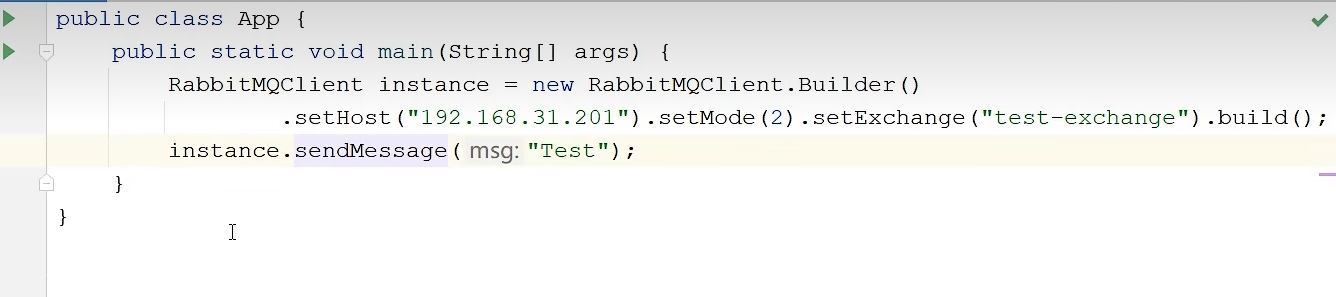 public class App {
    public static void main(String[] args) {
        RabbitMQClient instance = new RabbitMQClient.Builder()
                .setHost("192.168.31.201").setMode(2).setExchange("test-exchange").build();
        instance.sendMessage( msg: "Test");
    }
}